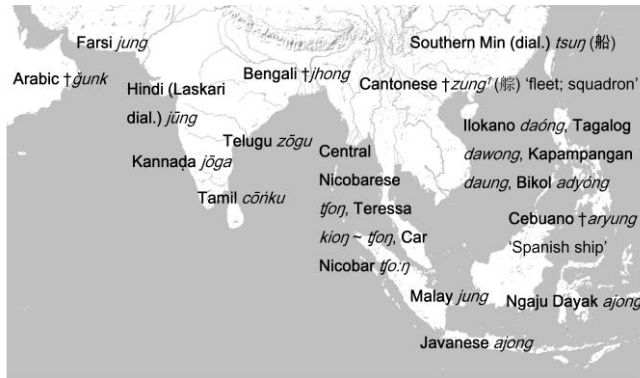 Farsi jung
Southern Min (dial.) tsuŋ (船)
Arabic †ǧunk
Bengali †jhong
Cantonese †zung¹ (䑸) ‘fleet; squadron’
Hindi (Laskari
dial.) jūng
Ilokano daóng, Tagalog
dawong, Kapampangan
daung, Bikol adyóng
Telugu zōgu
Kannaḍa jōga
Tamil cōṅku
Central
Nicobarese
ʧoŋ, Teressa
kioŋ ~ ʧoŋ, Car
Nicobar ʧo:ŋ
Cebuano †aryung
‘Spanish ship’
Malay jung
Ngaju Dayak ajong
Javanese ajong